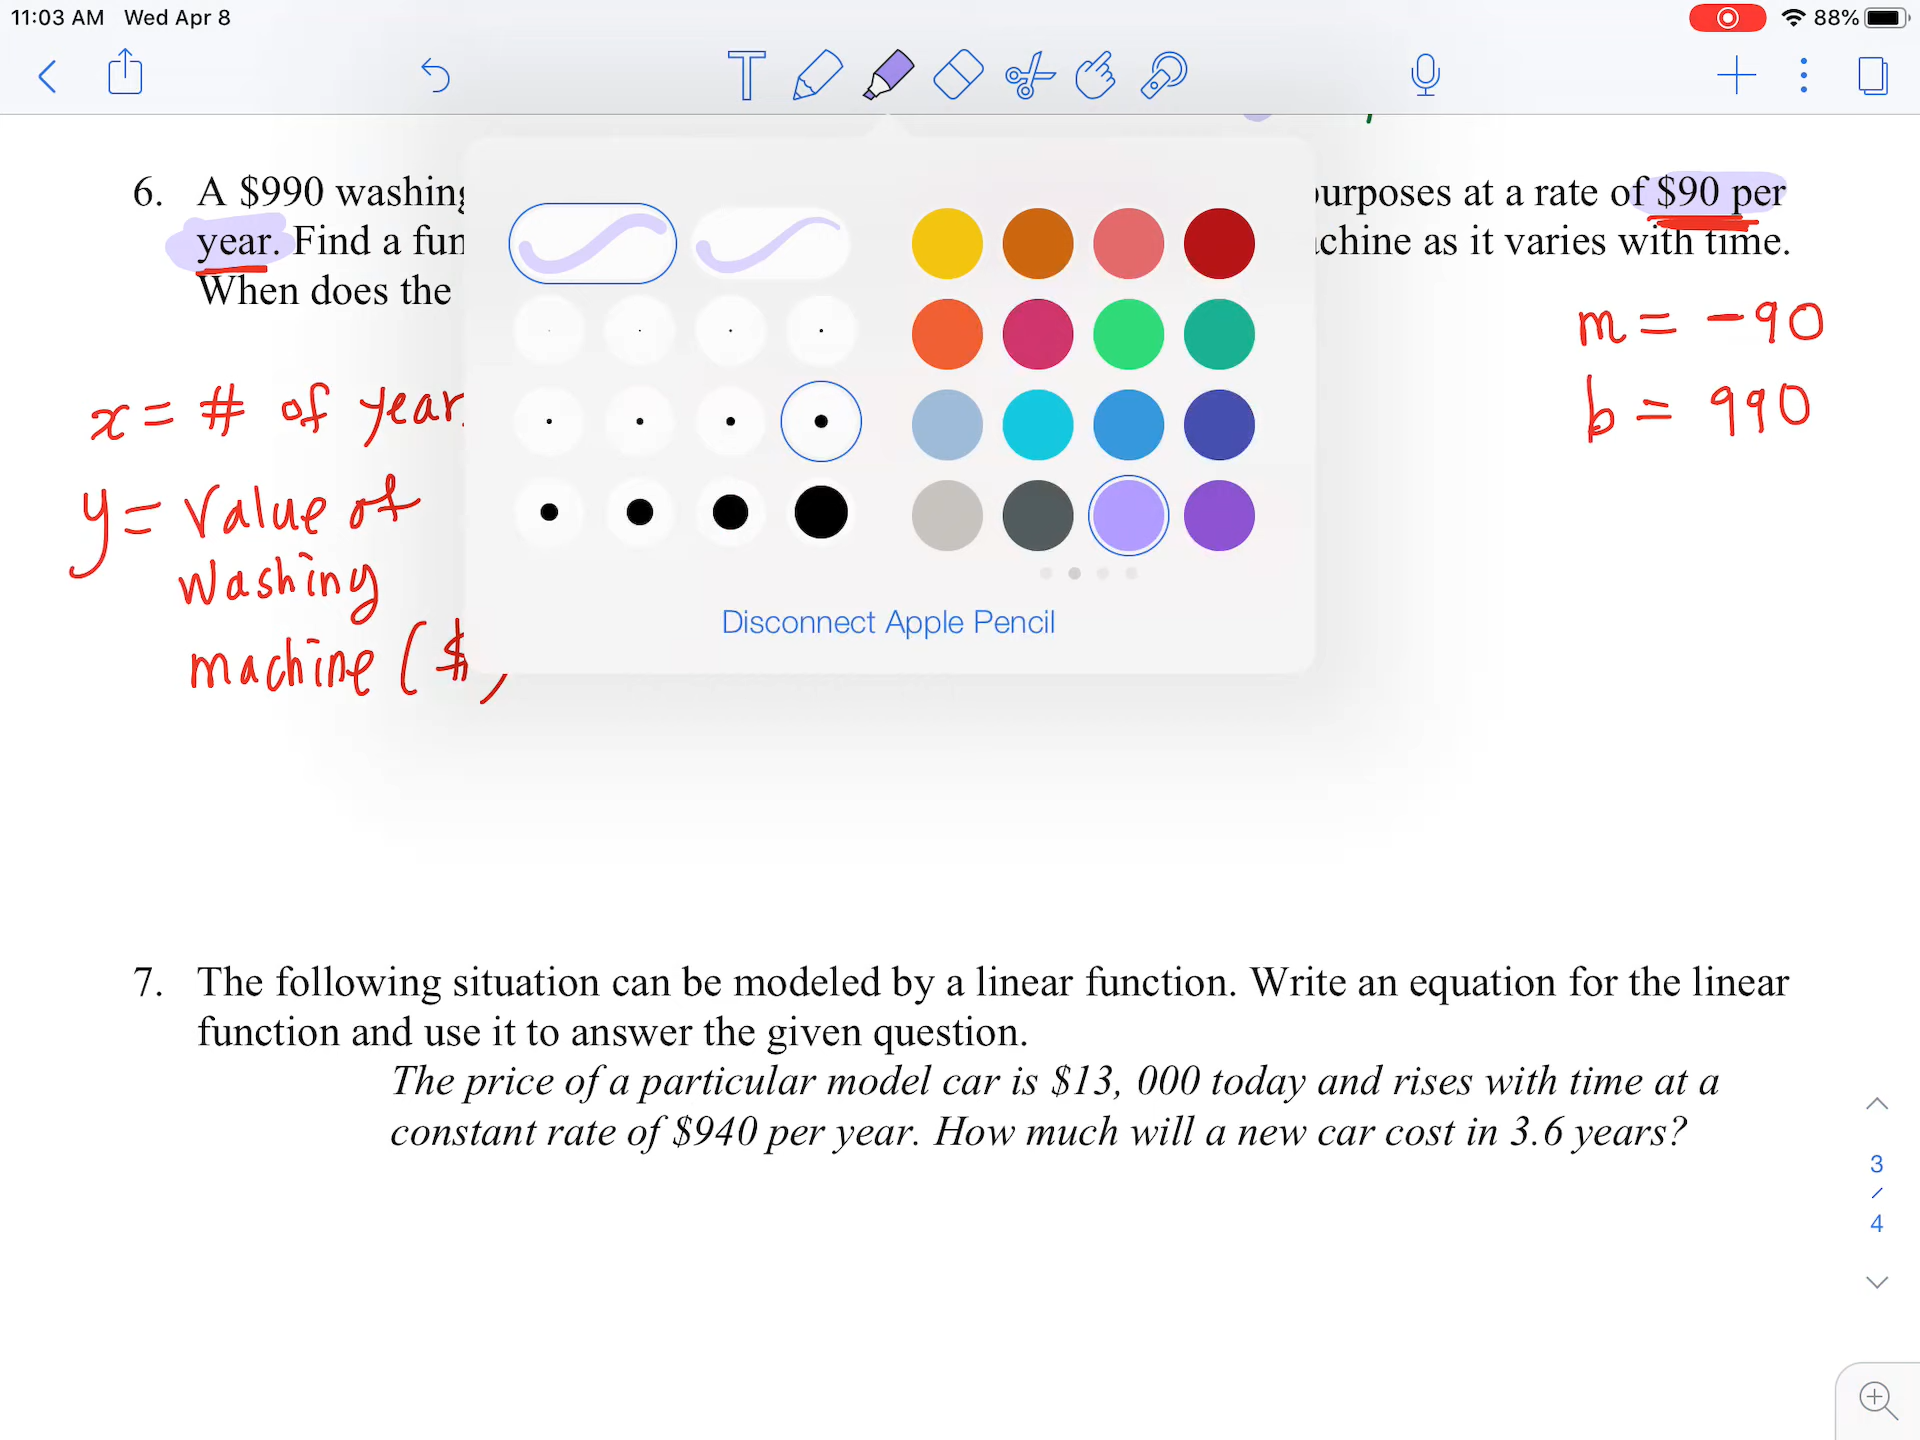 11:03 AM Wed Apr 8
88%
6. A $990 washing
purposes at a rate of $90 per
year. Find a fun
chine as it varies with time.
When does the
m = -90
b = 990
x = # of year
y = value of
washing
machine ($)
Disconnect Apple Pencil
7. The following situation can be modeled by a linear function. Write an equation for the linear
function and use it to answer the given question.
The price of a particular model car is $13, 000 today and rises with time at a
constant rate of $940 per year. How much will a new car cost in 3.6 years?
3
/
4